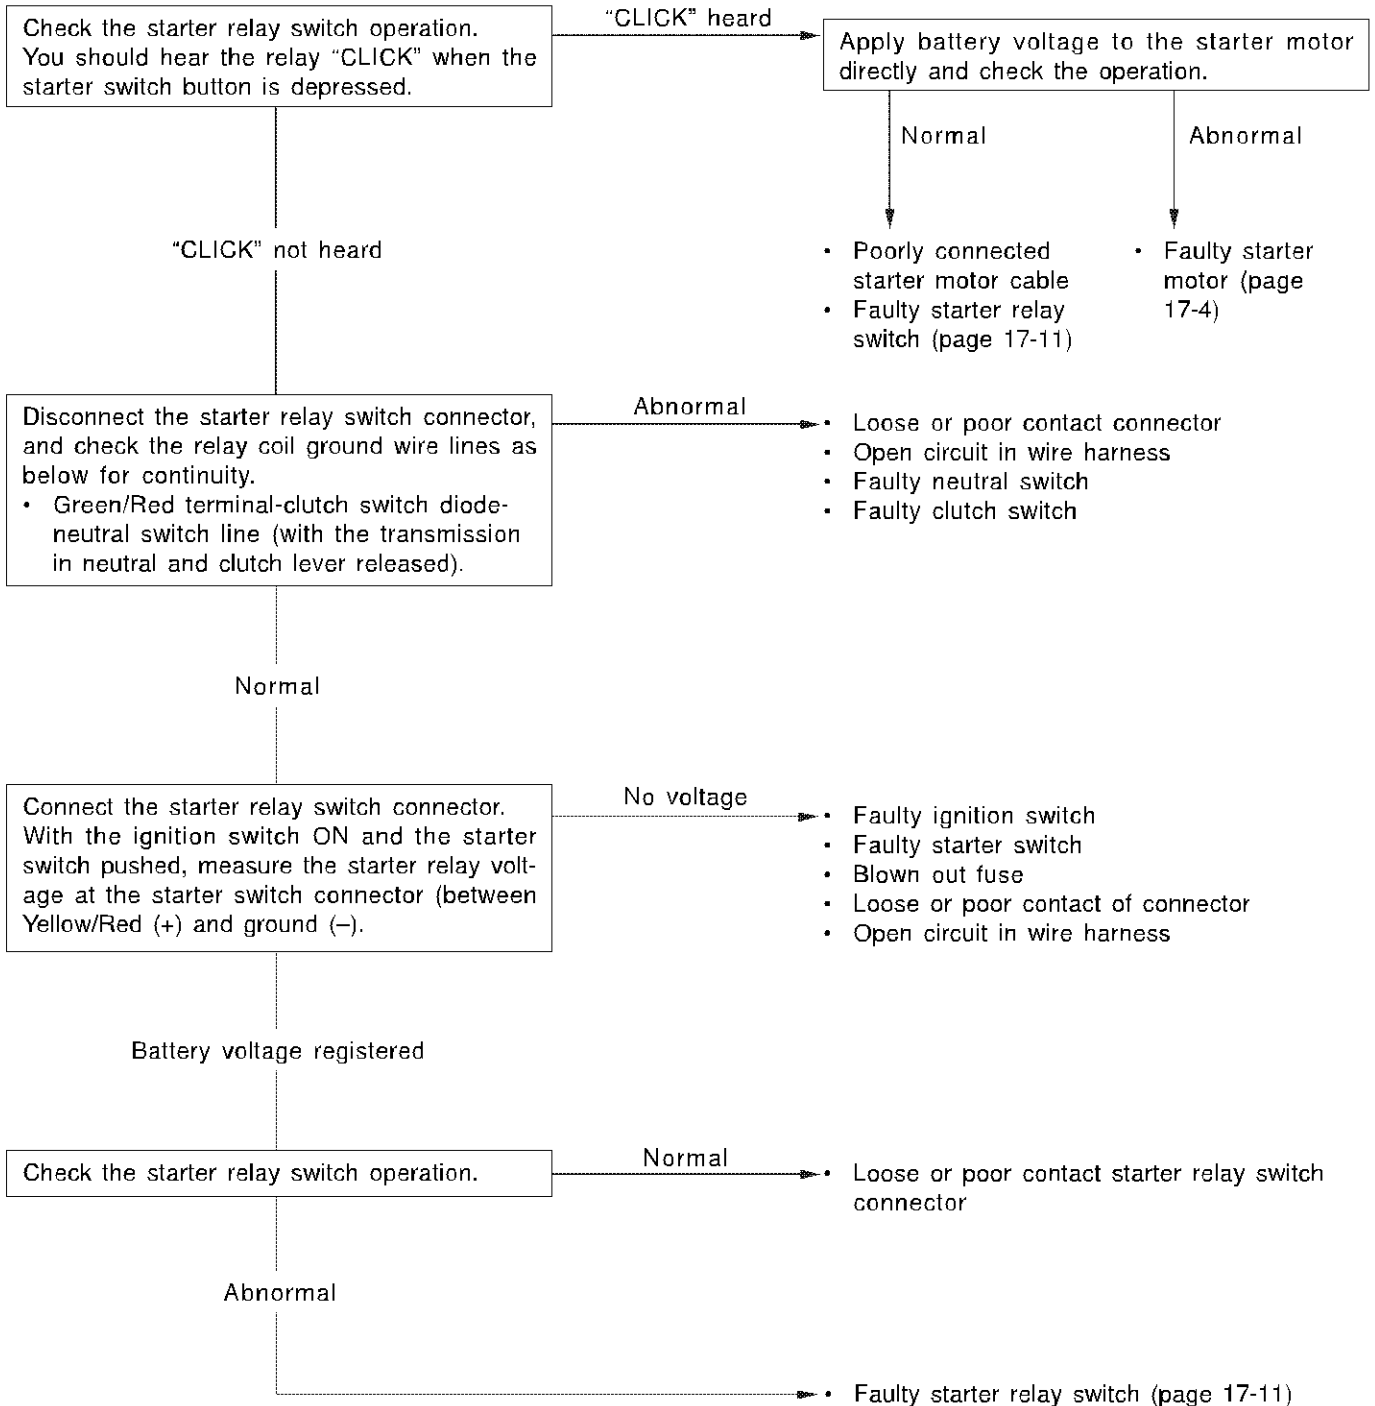 Check the starter relay switch operation.
You should hear the relay “CLICK” when the
starter switch button is depressed.
“CLICK” heard
Apply battery voltage to the starter motor
directly and check the operation.
Normal
Abnormal
• Poorly connected
starter motor cable
• Faulty starter relay
switch (page 17-11)
• Faulty starter
motor (page
17-4)
“CLICK” not heard
Disconnect the starter relay switch connector,
and check the relay coil ground wire lines as
below for continuity.
• Green/Red terminal-clutch switch diode-
neutral switch line (with the transmission
in neutral and clutch lever released).
Abnormal
• Loose or poor contact connector
• Open circuit in wire harness
• Faulty neutral switch
• Faulty clutch switch
Normal
Connect the starter relay switch connector.
With the ignition switch ON and the starter
switch pushed, measure the starter relay volt-
age at the starter switch connector (between
Yellow/Red (+) and ground (–).
No voltage
• Faulty ignition switch
• Faulty starter switch
• Blown out fuse
• Loose or poor contact of connector
• Open circuit in wire harness
Battery voltage registered
Check the starter relay switch operation.
Normal
• Loose or poor contact starter relay switch
connector
Abnormal
• Faulty starter relay switch (page 17-11)